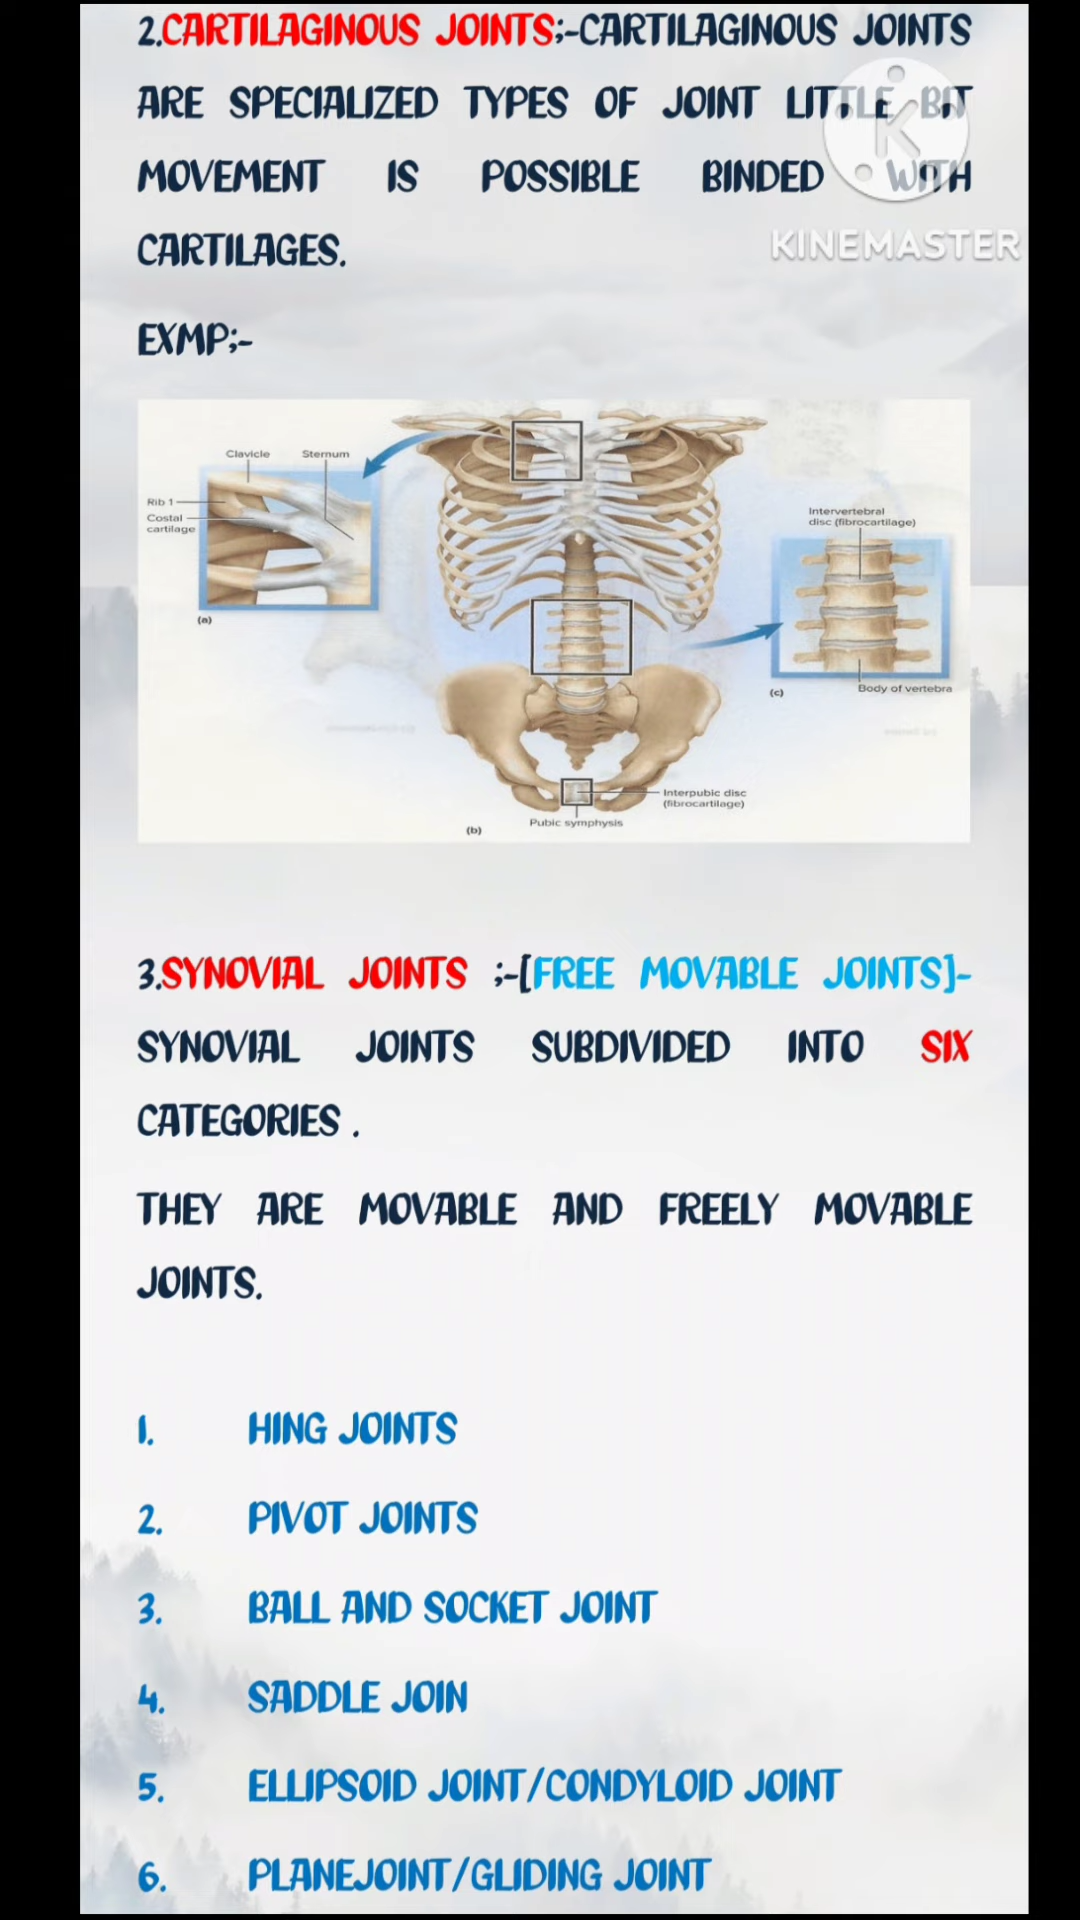 2.CARTILAGINOUS JOINTS;-CARTILAGINOUS JOINTS
ARE SPECIALIZED TYPES OF JOINT LITTLE BIT
MOVEMENT IS POSSIBLE BINDED WITH
CARTILAGES.
K
KINEMASTER
EXMP;-
Clavicle
Sternum
Rib 1
Costal
cartilage
(a)
Intervertebral
disc (fibrocartilage)
Body of vertebra
(c)
Interpubic disc
(fibrocartilage)
Pubic symphysis
(b)
3.SYNOVIAL JOINTS ;-[FREE MOVABLE JOINTS]-
SYNOVIAL JOINTS SUBDIVIDED INTO SIX
CATEGORIES .
THEY ARE MOVABLE AND FREELY MOVABLE
JOINTS.
1. HING JOINTS
2. PIVOT JOINTS
3. BALL AND SOCKET JOINT
4. SADDLE JOIN
5. ELLIPSOID JOINT/CONDYLOID JOINT
6. PLANEJOINT/GLIDING JOINT